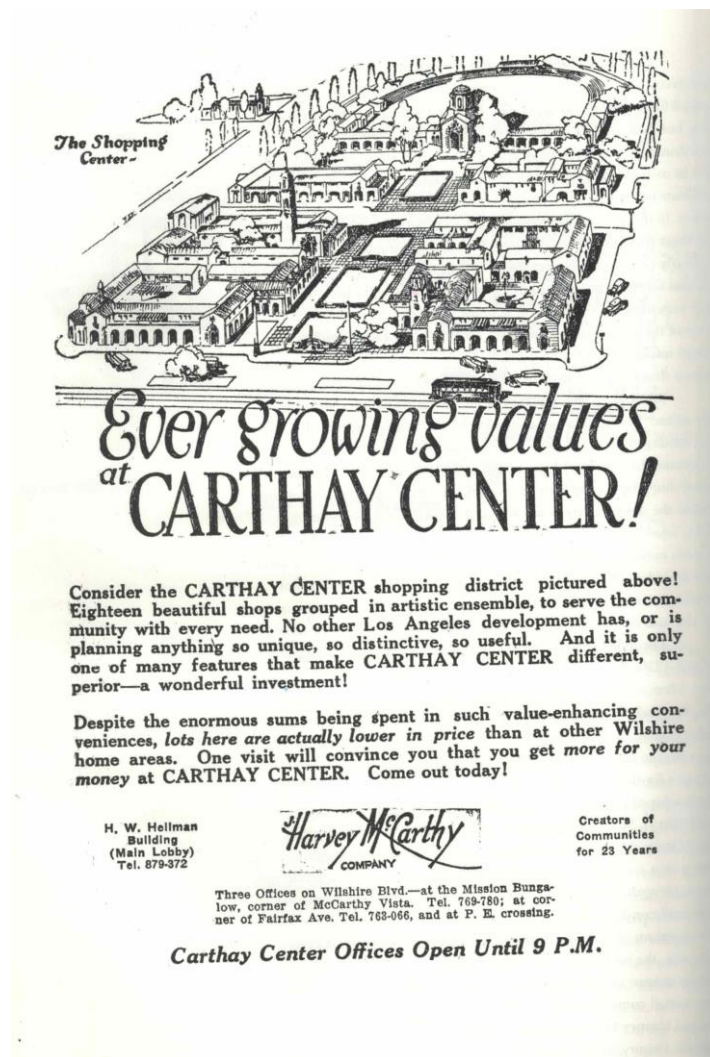 The Shopping
Center~
Ever growing values
at CARTHAY CENTER!
Consider the CARTHAY CENTER shopping district pictured above!
Eighteen beautiful shops grouped in artistic ensemble, to serve the com-
munity with every need. No other Los Angeles development has, or is
planning anything so unique, so distinctive, so useful. And it is only
one of many features that make CARTHAY CENTER different, su-
perior—a wonderful investment!
Despite the enormous sums being spent in such value-enhancing con-
veniences, lots here are actually lower in price than at other Wilshire
home areas. One visit will convince you that you get more for your
money at CARTHAY CENTER. Come out today!
H. W. Hellman
Building
(Main Lobby)
Tel. 879-372
J. Harvey McCarthy
COMPANY
Creators of
Communities
for 23 Years
Three Offices on Wilshire Blvd.—at the Mission Bunga-
low, corner of McCarthy Vista. Tel. 769-780; at cor-
ner of Fairfax Ave. Tel. 763-066, and at P. E. crossing.
Carthay Center Offices Open Until 9 P.M.